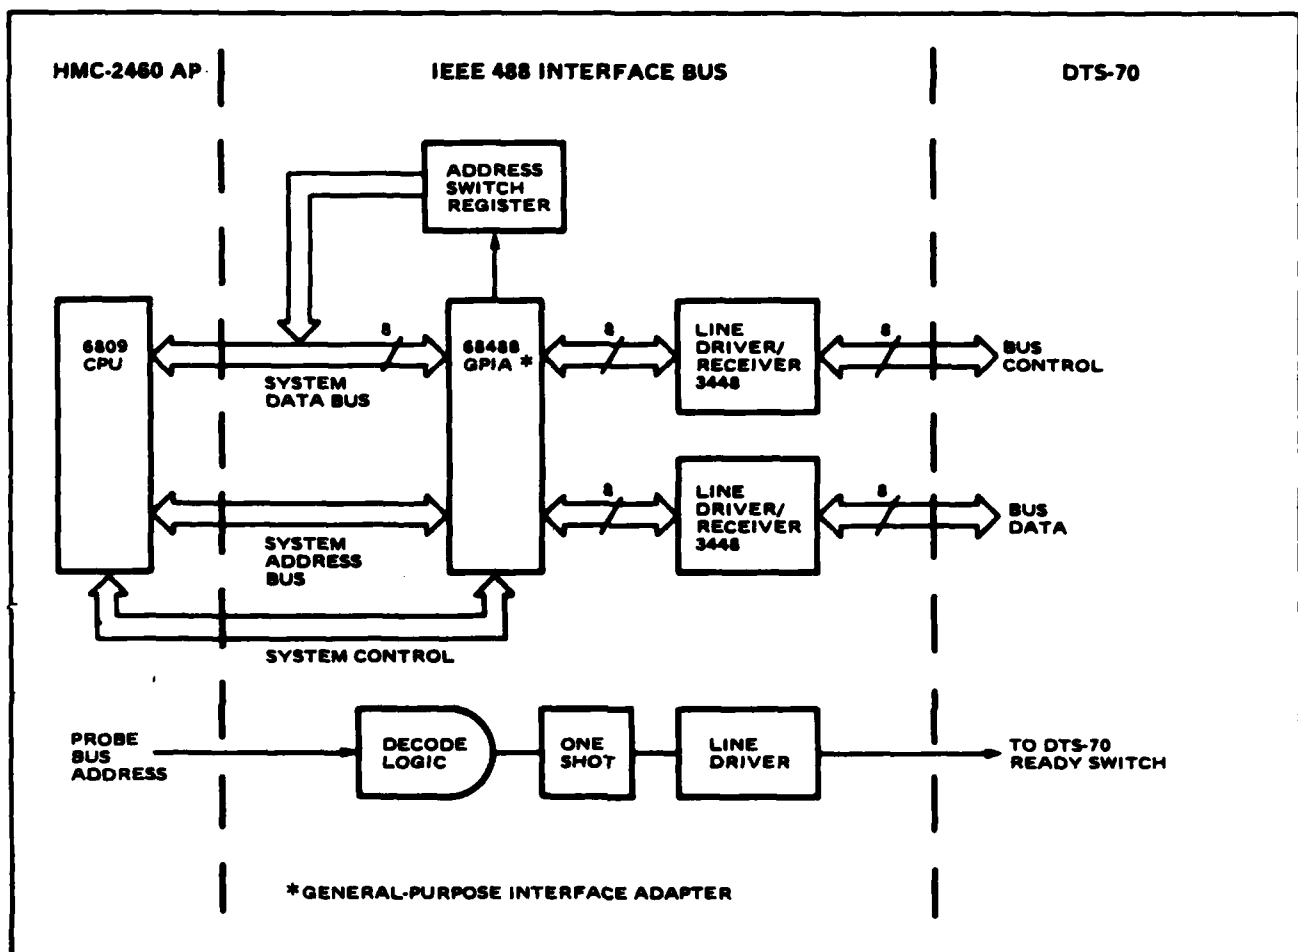 HMC-2460 AP
IEEE 488 INTERFACE BUS
DTS-70
ADDRESS
SWITCH
REGISTER
6809
CPU
8
SYSTEM
DATA BUS
68488
GPIA *
8
LINE
DRIVER/
RECEIVER
3448
8
BUS
CONTROL
SYSTEM
ADDRESS
BUS
8
LINE
DRIVER/
RECEIVER
3448
8
BUS
DATA
SYSTEM CONTROL
PROBE
BUS
ADDRESS
DECODE
LOGIC
ONE
SHOT
LINE
DRIVER
TO DTS-70
READY SWITCH
*GENERAL-PURPOSE INTERFACE ADAPTER